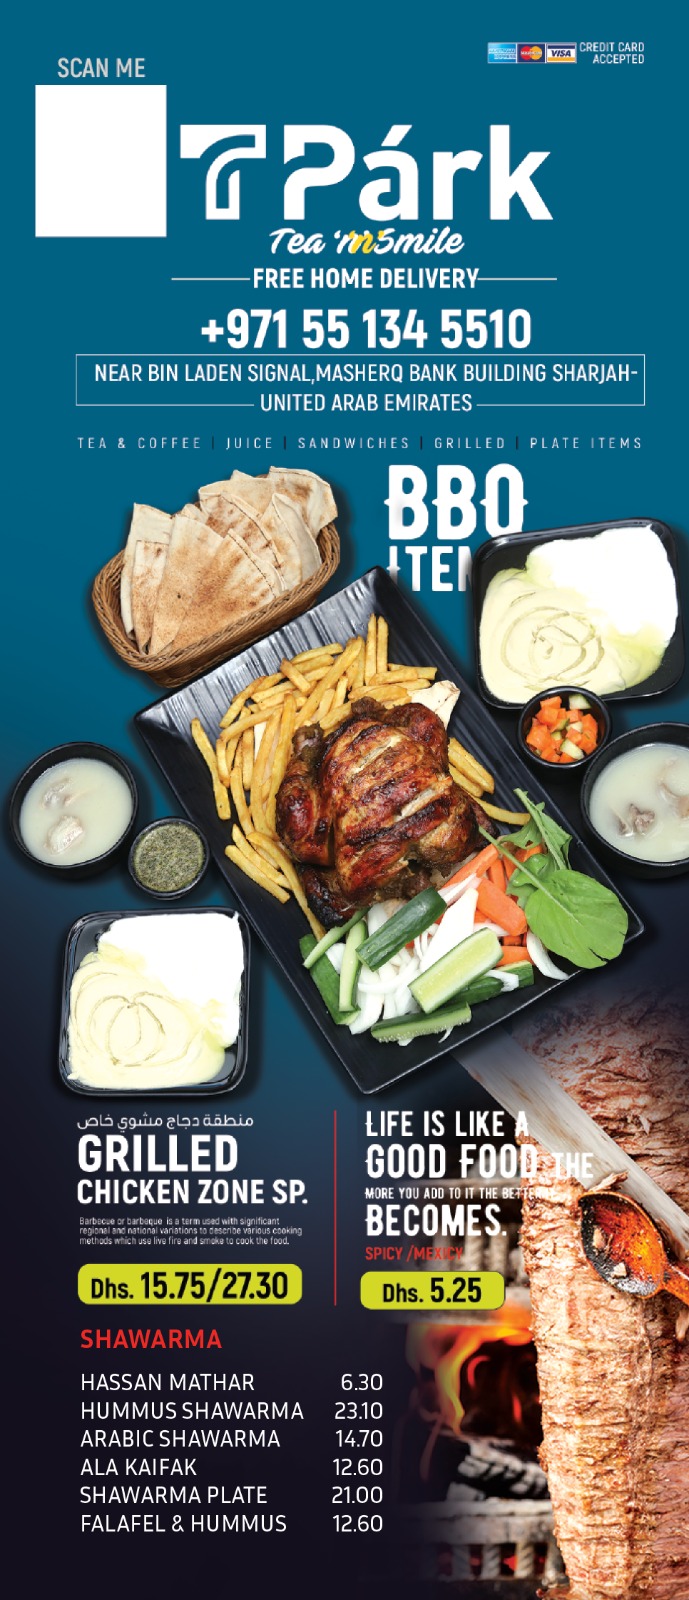 CREDIT CARD
ACCEPTED
VISA
SCAN ME
T Párk
Tea 'n' Smile
FREE HOME DELIVERY
+971 55 134 5510
NEAR BIN LADEN SIGNAL,MASHERQ BANK BUILDING SHARJAH-
UNITED ARAB EMIRATES
TEA & COFFEE | JUICE | SANDWICHES | GRILLED | PLATE ITEMS
BBQ
منطقة دجاج مشوي خاص
GRILLED
CHICKEN ZONE SP.
Barbecue or barbeque is a term used with significant
regional and national variations to describe various cooking
methods which use live fire and smoke to cook the food.
Dhs. 15.75/27.30
LIFE IS LIKE A
GOOD FOOD, THE
MORE YOU ADD TO IT THE BETTER
BECOMES.
SPICY /MEXICY
Dhs. 5.25
SHAWARMA
HASSAN MATHAR 6.30
HUMMUS SHAWARMA 23.10
ARABIC SHAWARMA 14.70
ALA KAIFAK 12.60
SHAWARMA PLATE 21.00
FALAFEL & HUMMUS 12.60